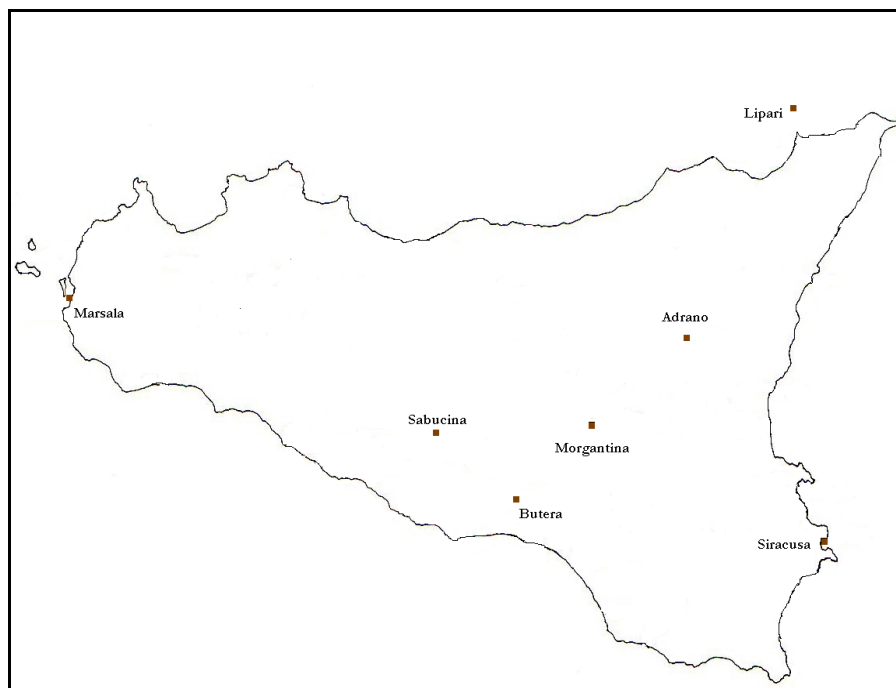 Lipari
Marsala
Adrano
Sabucina
Morgantina
Butera
Siracusa